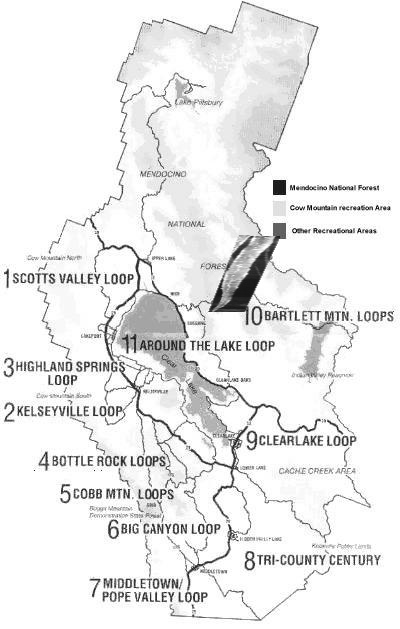 Lake Pillsbury
MENDOCINO
Mendocino National Forest
Cow Mountain recreation Area
Other Recreational Areas
NATIONAL
FOREST
Cow Mountain North
UPPER LAKE
1 SCOTTS VALLEY LOOP
NICE
LUCERNE
10 BARTLETT MTN. LOOPS
LAKEPORT
11 AROUND THE LAKE LOOP
Clear Lake
3 HIGHLAND SPRINGS
LOOP
Indian Valley Reservoir
CLEARLAKE OAKS
KELSEYVILLE
Cow Mountain South
2 KELSEYVILLE LOOP
CLEARLAKE
9 CLEARLAKE LOOP
4 BOTTLE ROCK LOOPS
LOWER LAKE
CACHE CREEK AREA
5 COBB MTN. LOOPS
COBB
Boggs Mountain
Demonstration State Forest
6 BIG CANYON LOOP
HIDDEN VALLEY LAKE
Knoxville Public Lands
8 TRI-COUNTY CENTURY
MIDDLETOWN
7 MIDDLETOWN/
POPE VALLEY LOOP